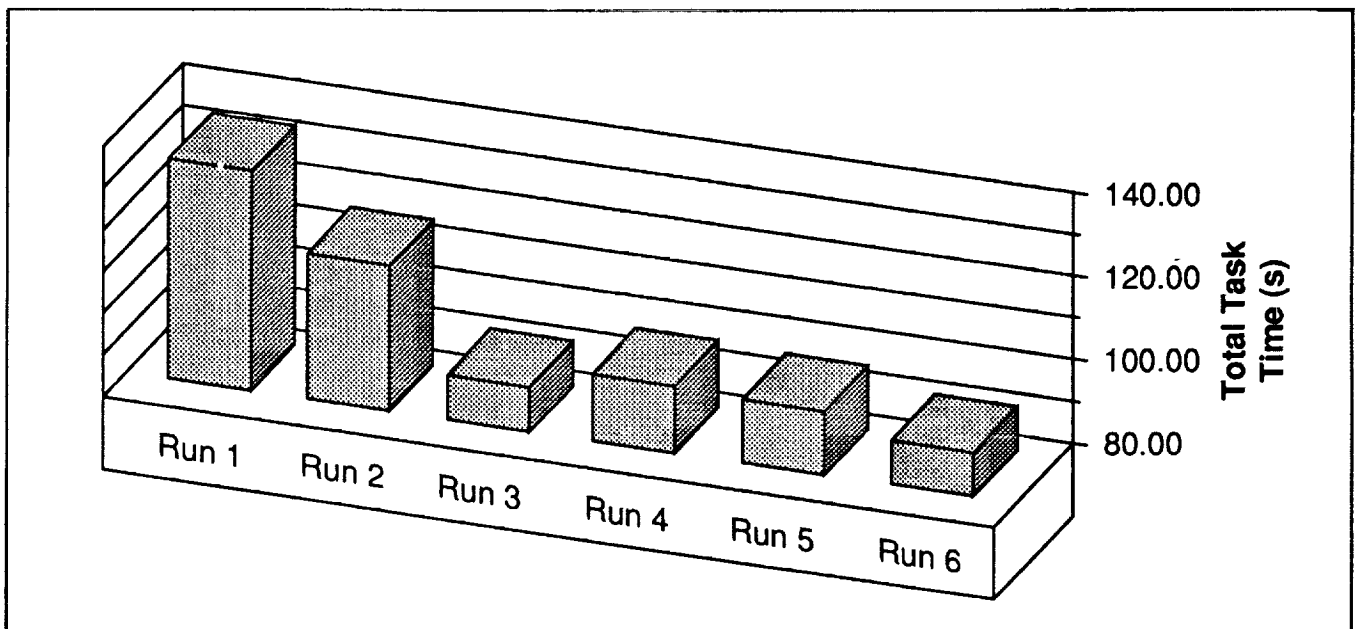 140.00
120.00
100.00
80.00
Total Task
Time (s)
Run 1
Run 2
Run 3
Run 4
Run 5
Run 6